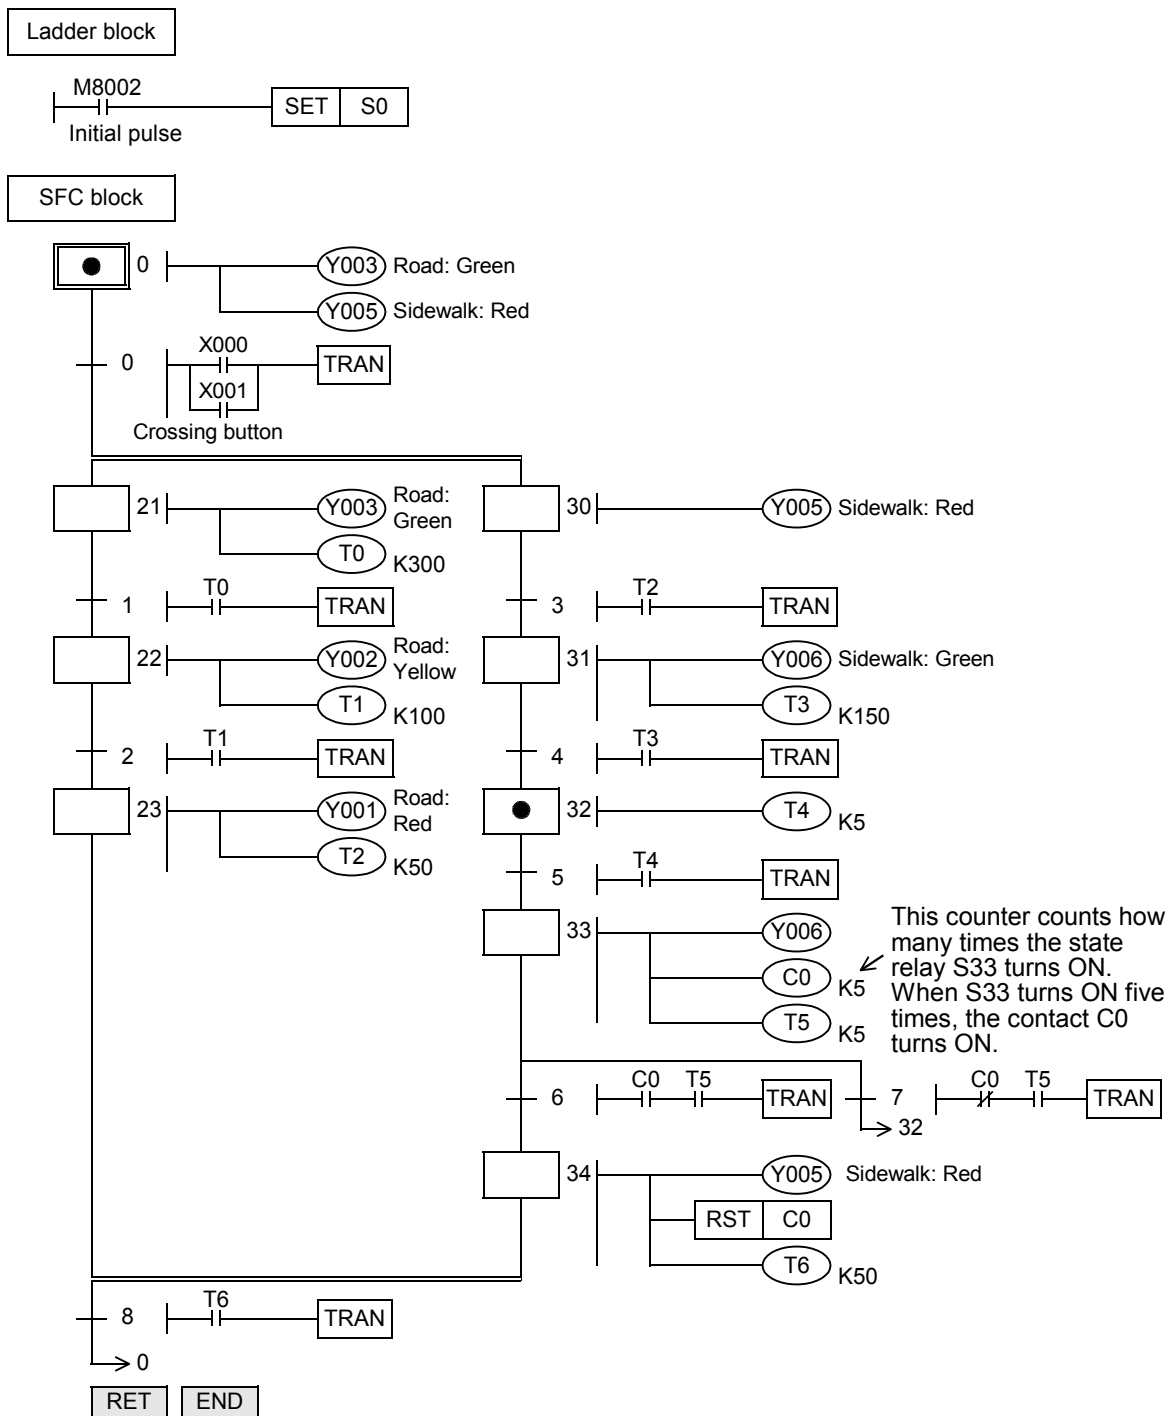 Ladder block
M8002
SET S0
Initial pulse
SFC block
0 Y003 Road: Green
Y005 Sidewalk: Red
0 X000 TRAN
X001
Crossing button
21 Y003 Road:
Green
T0 K300
30 Y005 Sidewalk: Red
1 T0 TRAN
3 T2 TRAN
22 Y002 Road:
Yellow
T1 K100
31 Y006 Sidewalk: Green
T3 K150
2 T1 TRAN
4 T3 TRAN
23 Y001 Road:
Red
T2 K50
32 T4 K5
5 T4 TRAN
33 Y006
C0 K5
T5 K5
This counter counts how
many times the state
relay S33 turns ON.
When S33 turns ON five
times, the contact C0
turns ON.
6 C0 T5 TRAN
7 C0 T5 TRAN
32
34 Y005 Sidewalk: Red
RST C0
T6 K50
8 T6 TRAN
0
RET END